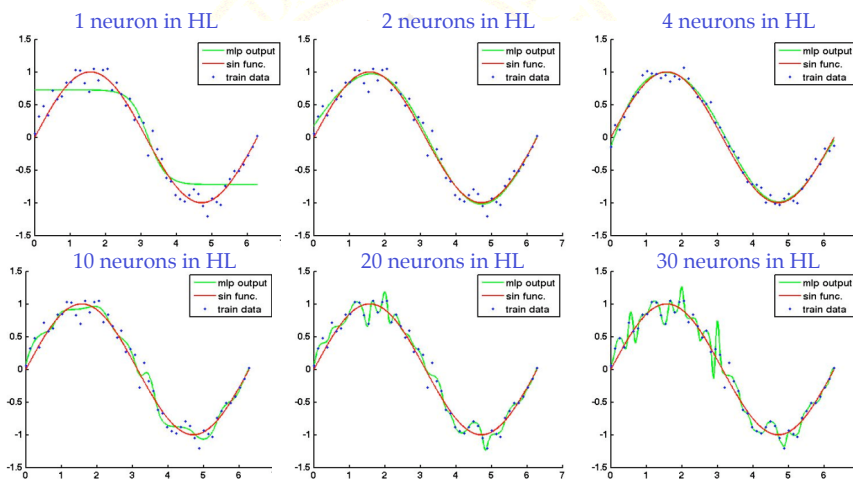 1 neuron in HL
2 neurons in HL
4 neurons in HL
mlp output
sin func.
train data
1.5
1
0.5
0
-0.5
-1
-1.5
0 1 2 3 4 5 6 7
mlp output
sin func.
train data
1.5
1
0.5
0
-0.5
-1
-1.5
0 1 2 3 4 5 6 7
mlp output
sin func.
train data
1.5
1
0.5
0
-0.5
-1
-1.5
0 1 2 3 4 5 6
10 neurons in HL
20 neurons in HL
30 neurons in HL
mlp output
sin func.
train data
1.5
1
0.5
0
-0.5
-1
-1.5
0 1 2 3 4 5 6
mlp output
sin func.
train data
1.5
1
0.5
0
-0.5
-1
-1.5
0 1 2 3 4 5 6 7
mlp output
sin func.
train data
1.5
1
0.5
0
-0.5
-1
-1.5
0 1 2 3 4 5 6